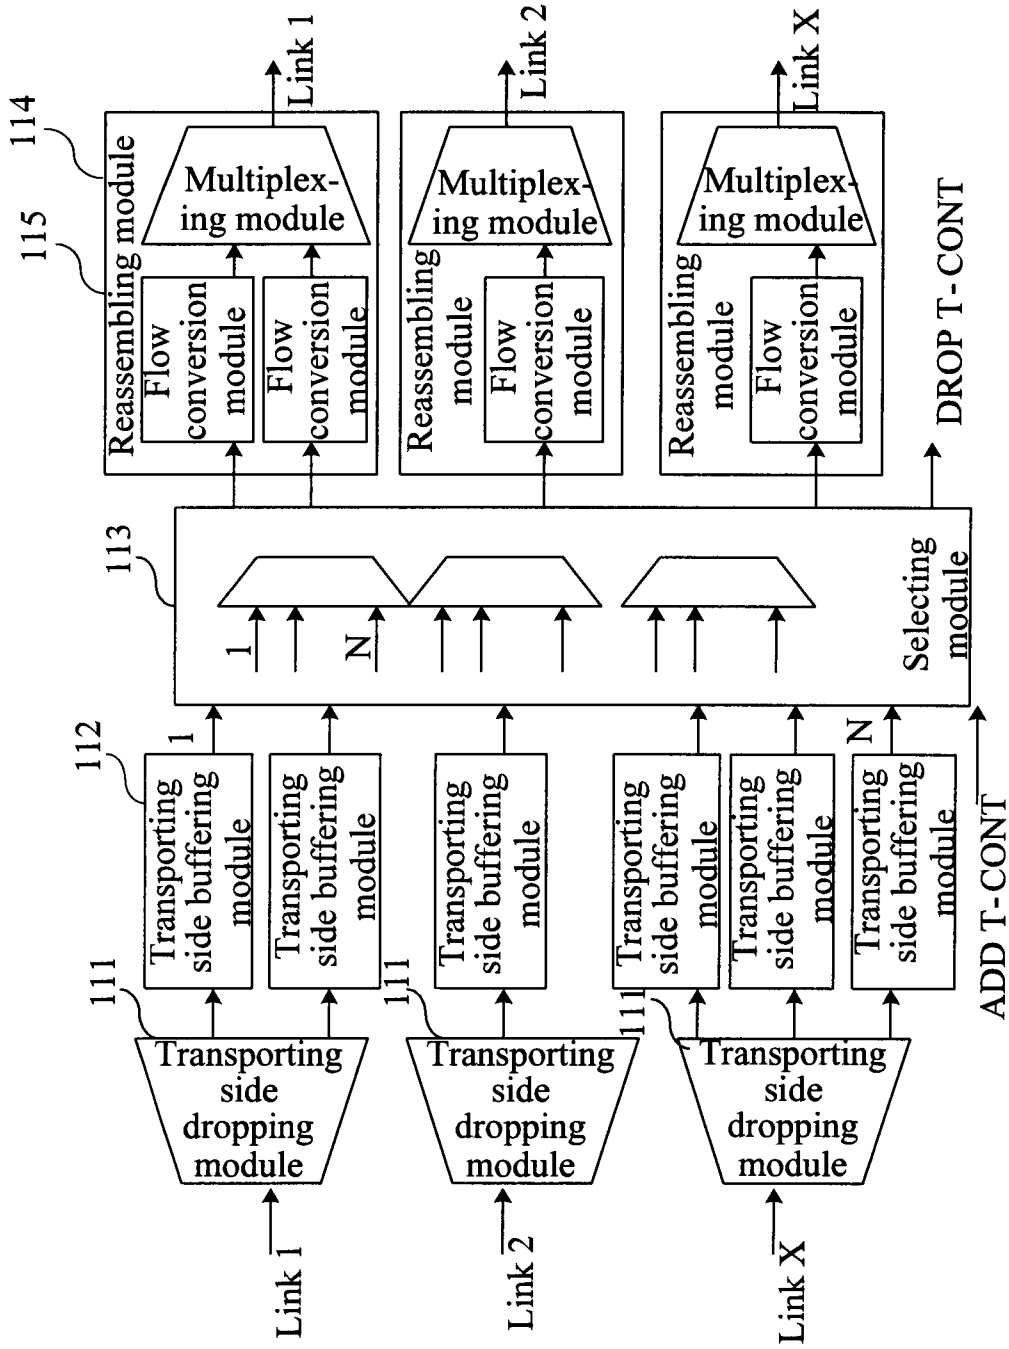 Link 1
Link 2
Link X
111
Transporting
side
dropping
module
111
Transporting
side
dropping
module
111
Transporting
side
dropping
module
112
Transporting
side buffering
module
1
Transporting
side buffering
module
Transporting
side buffering
module
Transporting
side buffering
module
Transporting
side buffering
module
Transporting
side buffering
module
N
ADD T-CONT
113
1
N
Selecting
module
DROP T-CONT
114
115
Reassembling module
Flow
conversion
module
Flow
conversion
module
Multiplex-
ing module
Link 1
Reassembling
module
Flow
conversion
module
Multiplex-
ing module
Link 2
Reassembling
module
Flow
conversion
module
Multiplex-
ing module
Link X